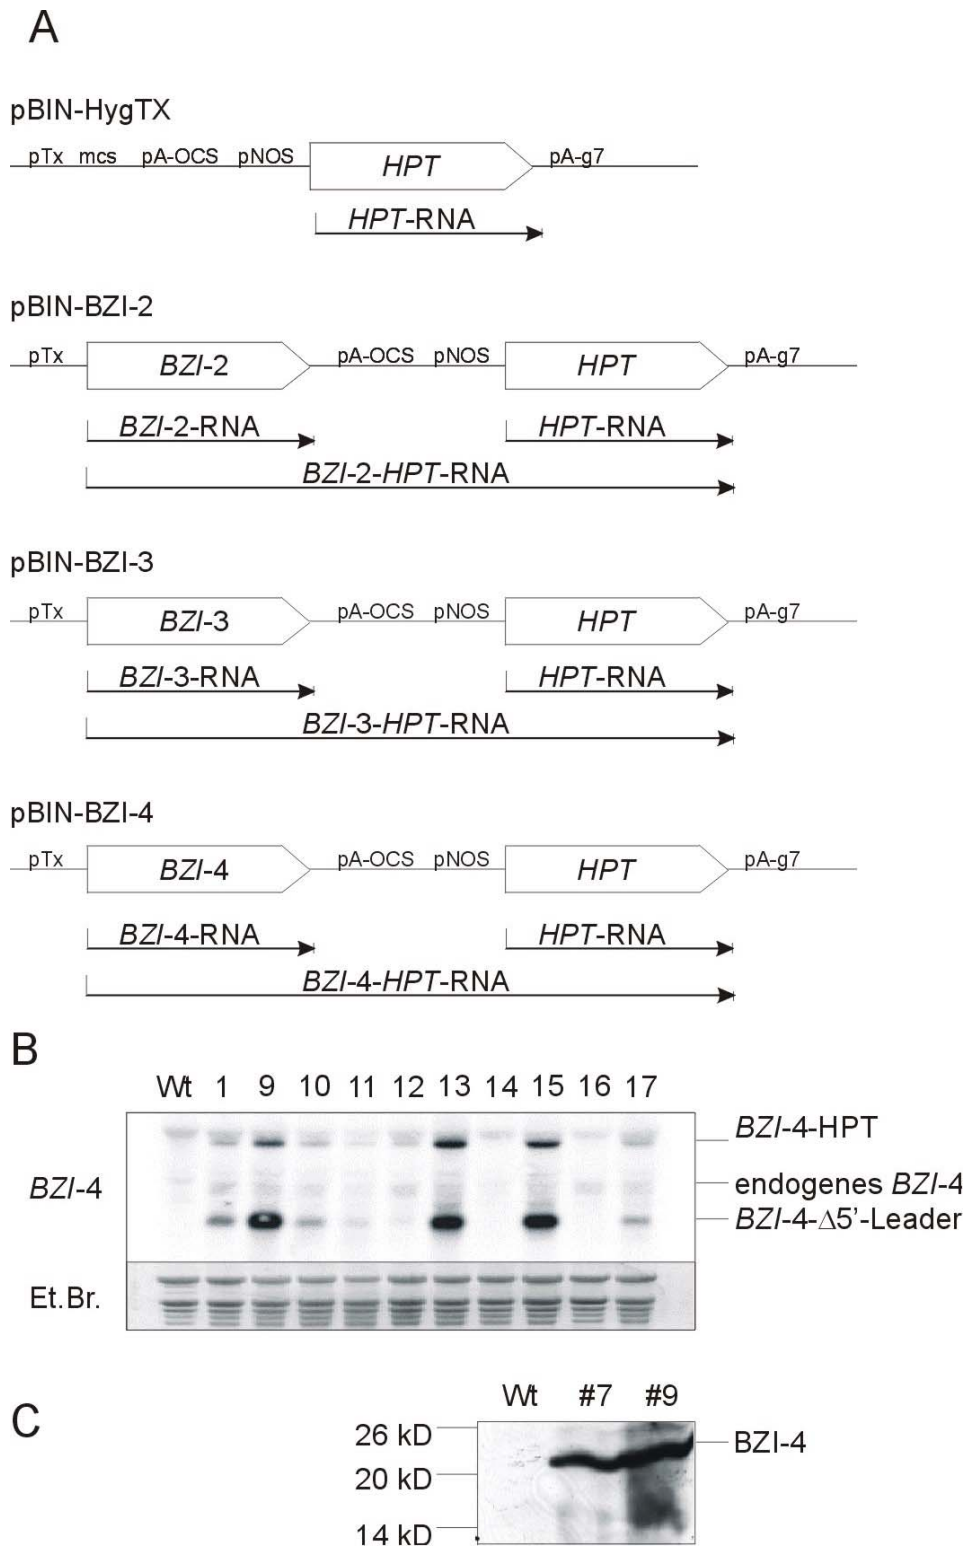 A
pBIN-HygTX
pTx mcs pA-OCS pNOS HPT pA-g7
HPT-RNA
pBIN-BZI-2
pTx BZI-2 pA-OCS pNOS HPT pA-g7
BZI-2-RNA HPT-RNA
BZI-2-HPT-RNA
pBIN-BZI-3
pTx BZI-3 pA-OCS pNOS HPT pA-g7
BZI-3-RNA HPT-RNA
BZI-3-HPT-RNA
pBIN-BZI-4
pTx BZI-4 pA-OCS pNOS HPT pA-g7
BZI-4-RNA HPT-RNA
BZI-4-HPT-RNA
B
Wt 1 9 10 11 12 13 14 15 16 17
BZI-4-HPT
BZI-4 endogenes BZI-4
BZI-4-Δ5'-Leader
Et.Br.
C
Wt #7 #9
26 kD BZI-4
20 kD
14 kD